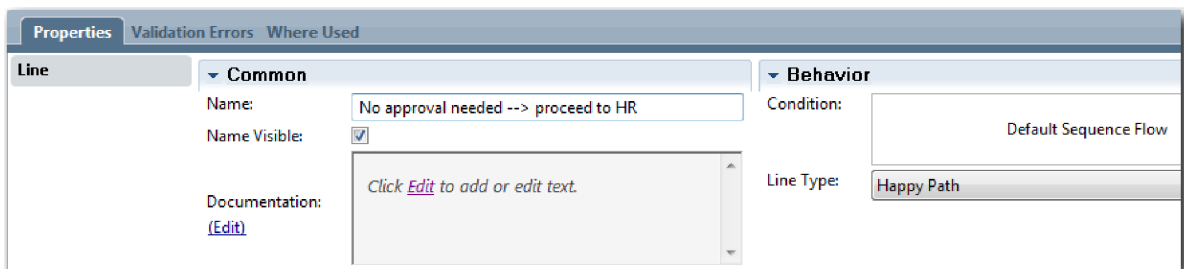 Properties Validation Errors Where Used
Line
Common
Name: No approval needed --> proceed to HR
Name Visible:
Documentation:
(Edit)
Click Edit to add or edit text.
Behavior
Condition: Default Sequence Flow
Line Type: Happy Path